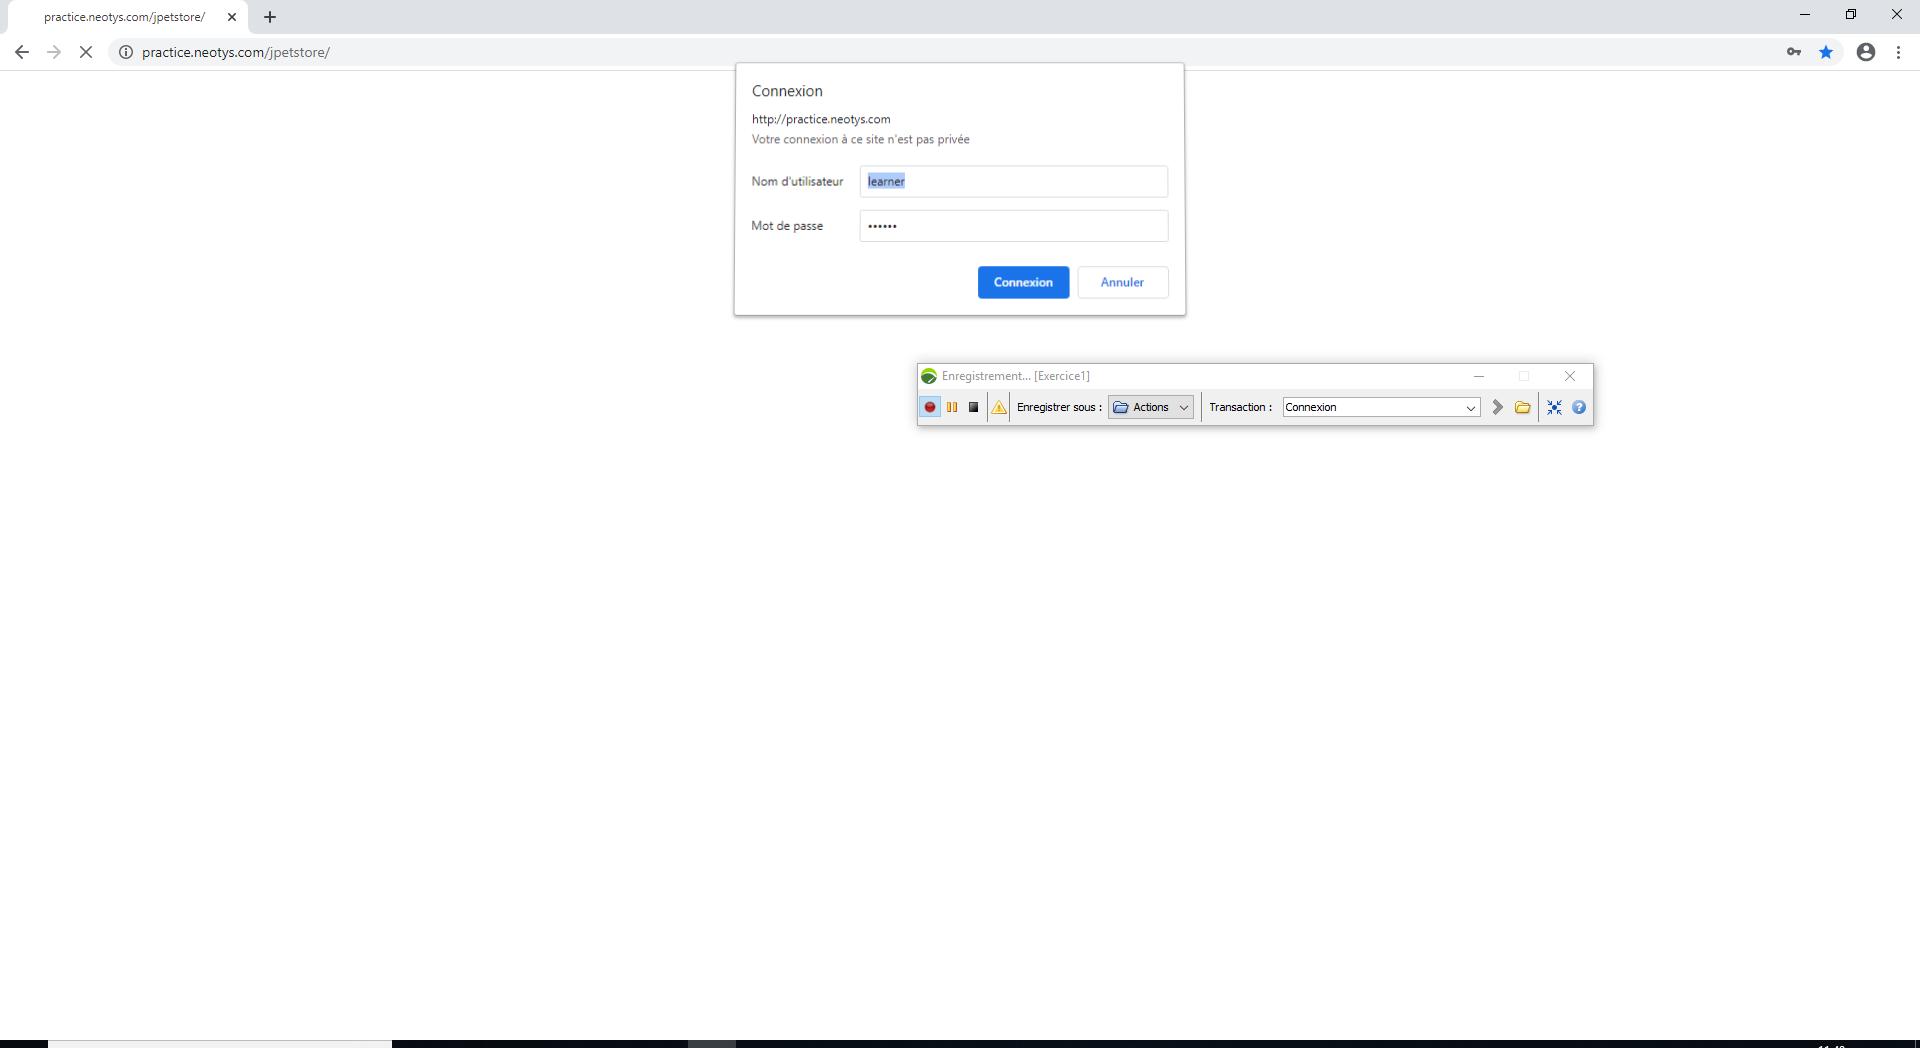 practice.neotys.com/jpetstore/
practice.neotys.com/jpetstore/
Connexion
http://practice.neotys.com
Votre connexion à ce site n'est pas privée
Nom d'utilisateur learner
Mot de passe ••••••
Connexion Annuler
Enregistrement... [Exercice1]
Enregistrer sous : Actions Transaction : Connexion